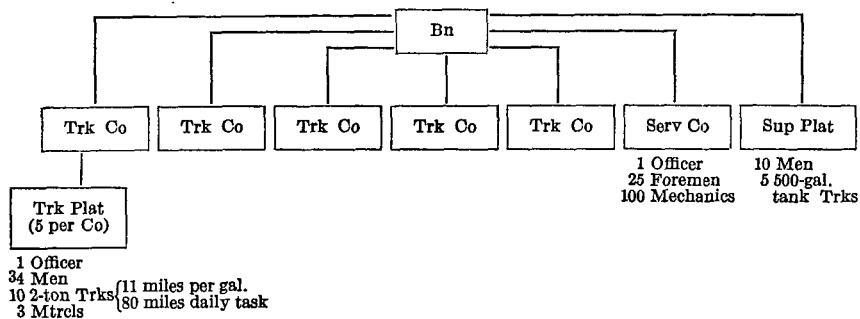 Bn
Trk Co
Trk Co
Trk Co
Trk Co
Trk Co
Serv Co
Sup Plat
1 Officer
25 Foremen
100 Mechanics
10 Men
5 500-gal.
tank Trks
Trk Plat
(5 per Co)
1 Officer
34 Men
10 2-ton Trks {11 miles per gal.
80 miles daily task
3 Mtrcls